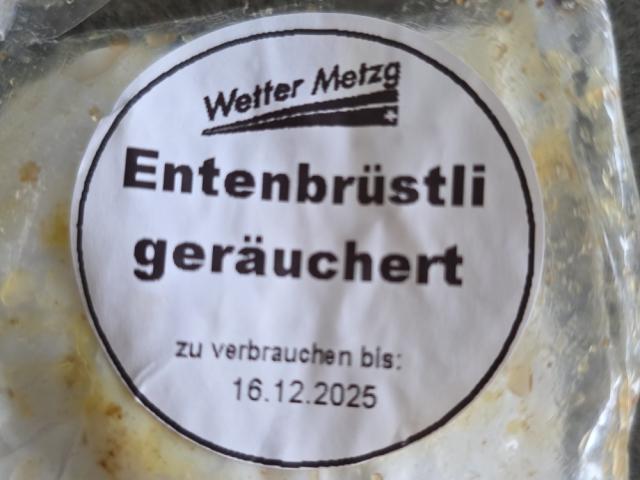 Wetter Metzg
Entenbrüstli
geräuchert
zu verbrauchen bis:
16.12.2025